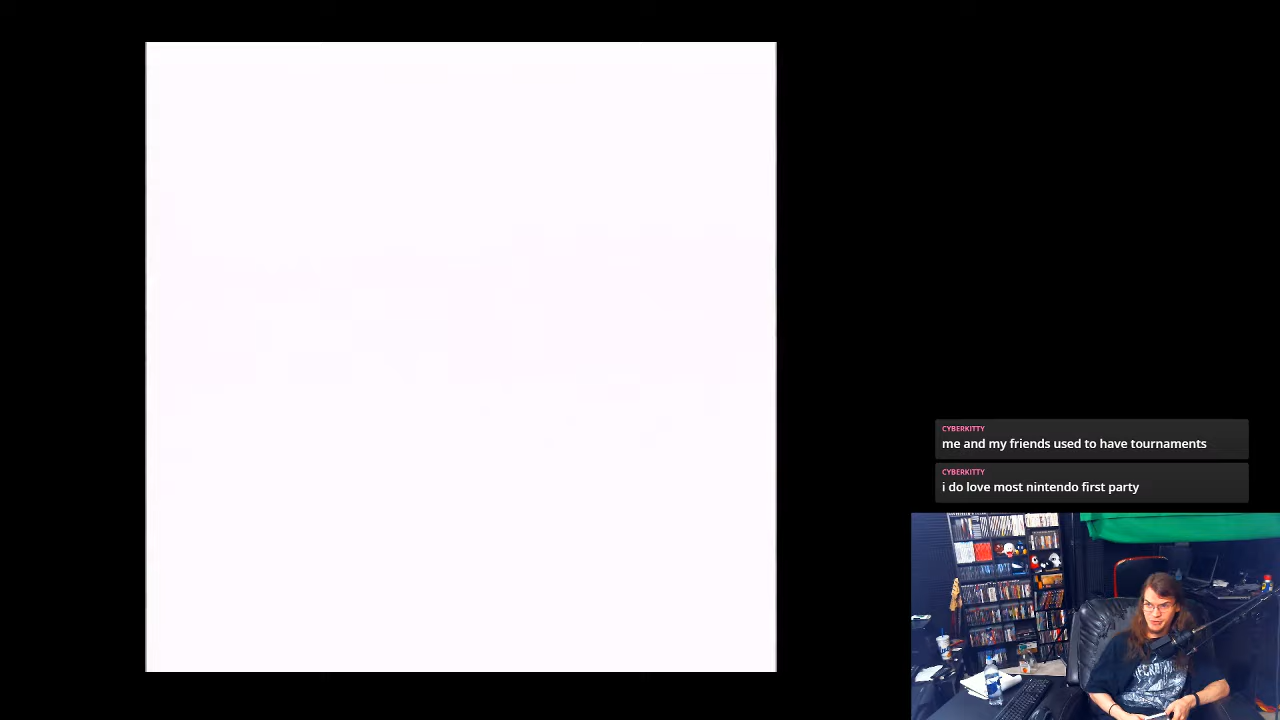 CYBERKITTY
me and my friends used to have tournaments
CYBERKITTY
i do love most nintendo first party